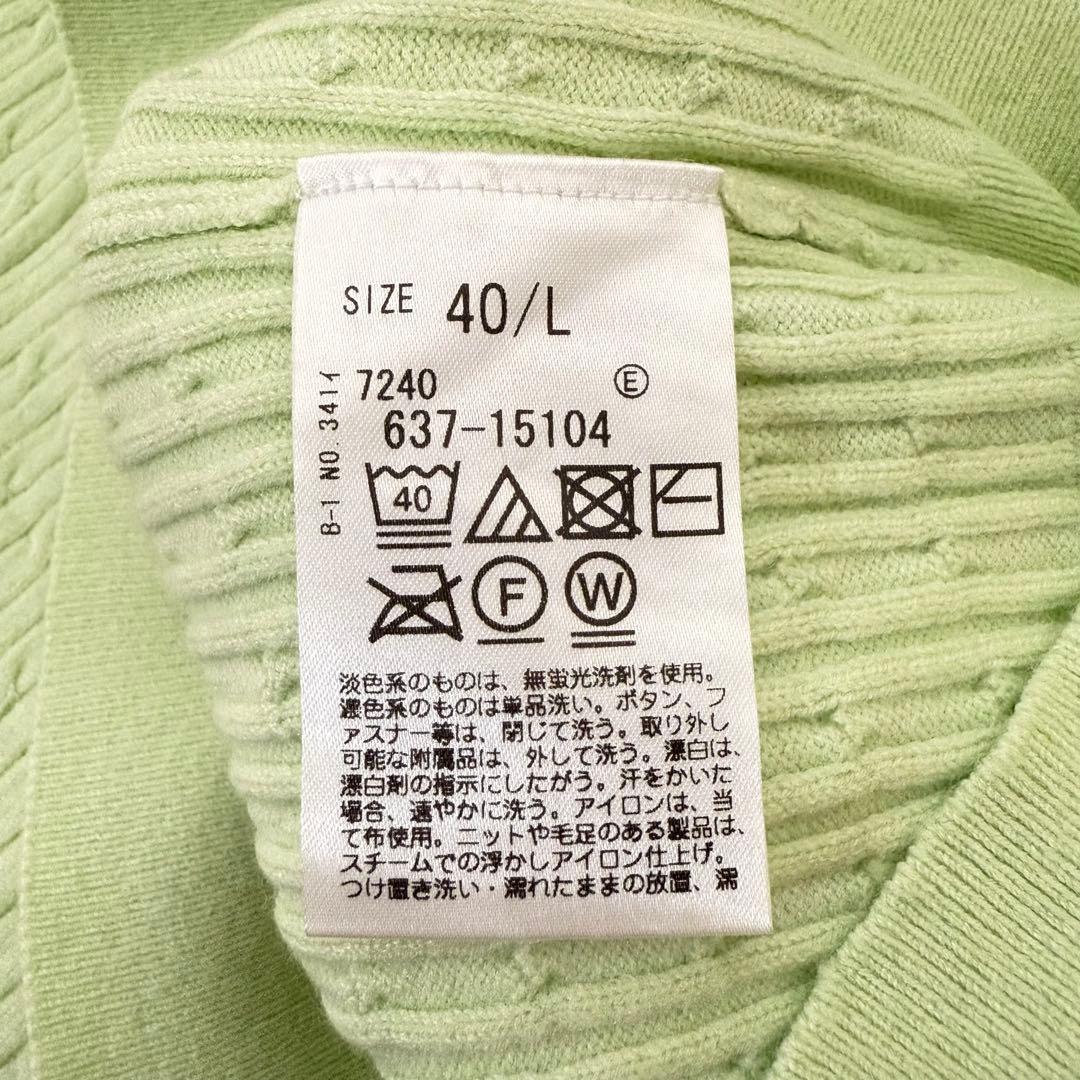 SIZE 40/L
B-1 NO.341イ
7240 Ⓔ
637-15104
40
F W
淡色系のものは、無蛍光洗剤を使用。
濃色系のものは単品洗い。ボタン、フ
ァスナー等は、閉じて洗う。取り外し
可能な附属品は、外して洗う。漂白は、
漂白剤の指示にしたがう。汗をかいた
場合、速やかに洗う。アイロンは、当
て布使用。ニットや毛足のある製品は、
スチームでの浮かしアイロン仕上げ。
つけ置き洗い・濡れたままの放置、濡